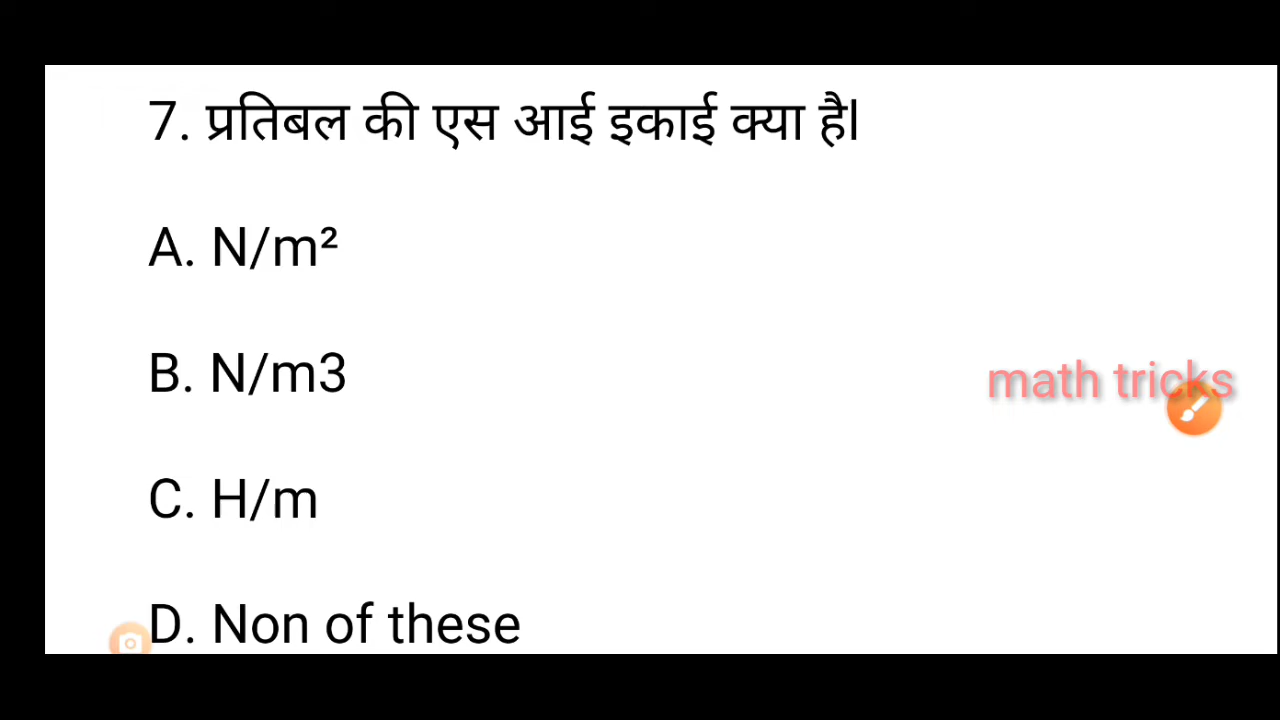 7. प्रतिबल की एस आई इकाई क्या है।
A. N/m²
B. N/m3
math tricks
C. H/m
D. Non of these